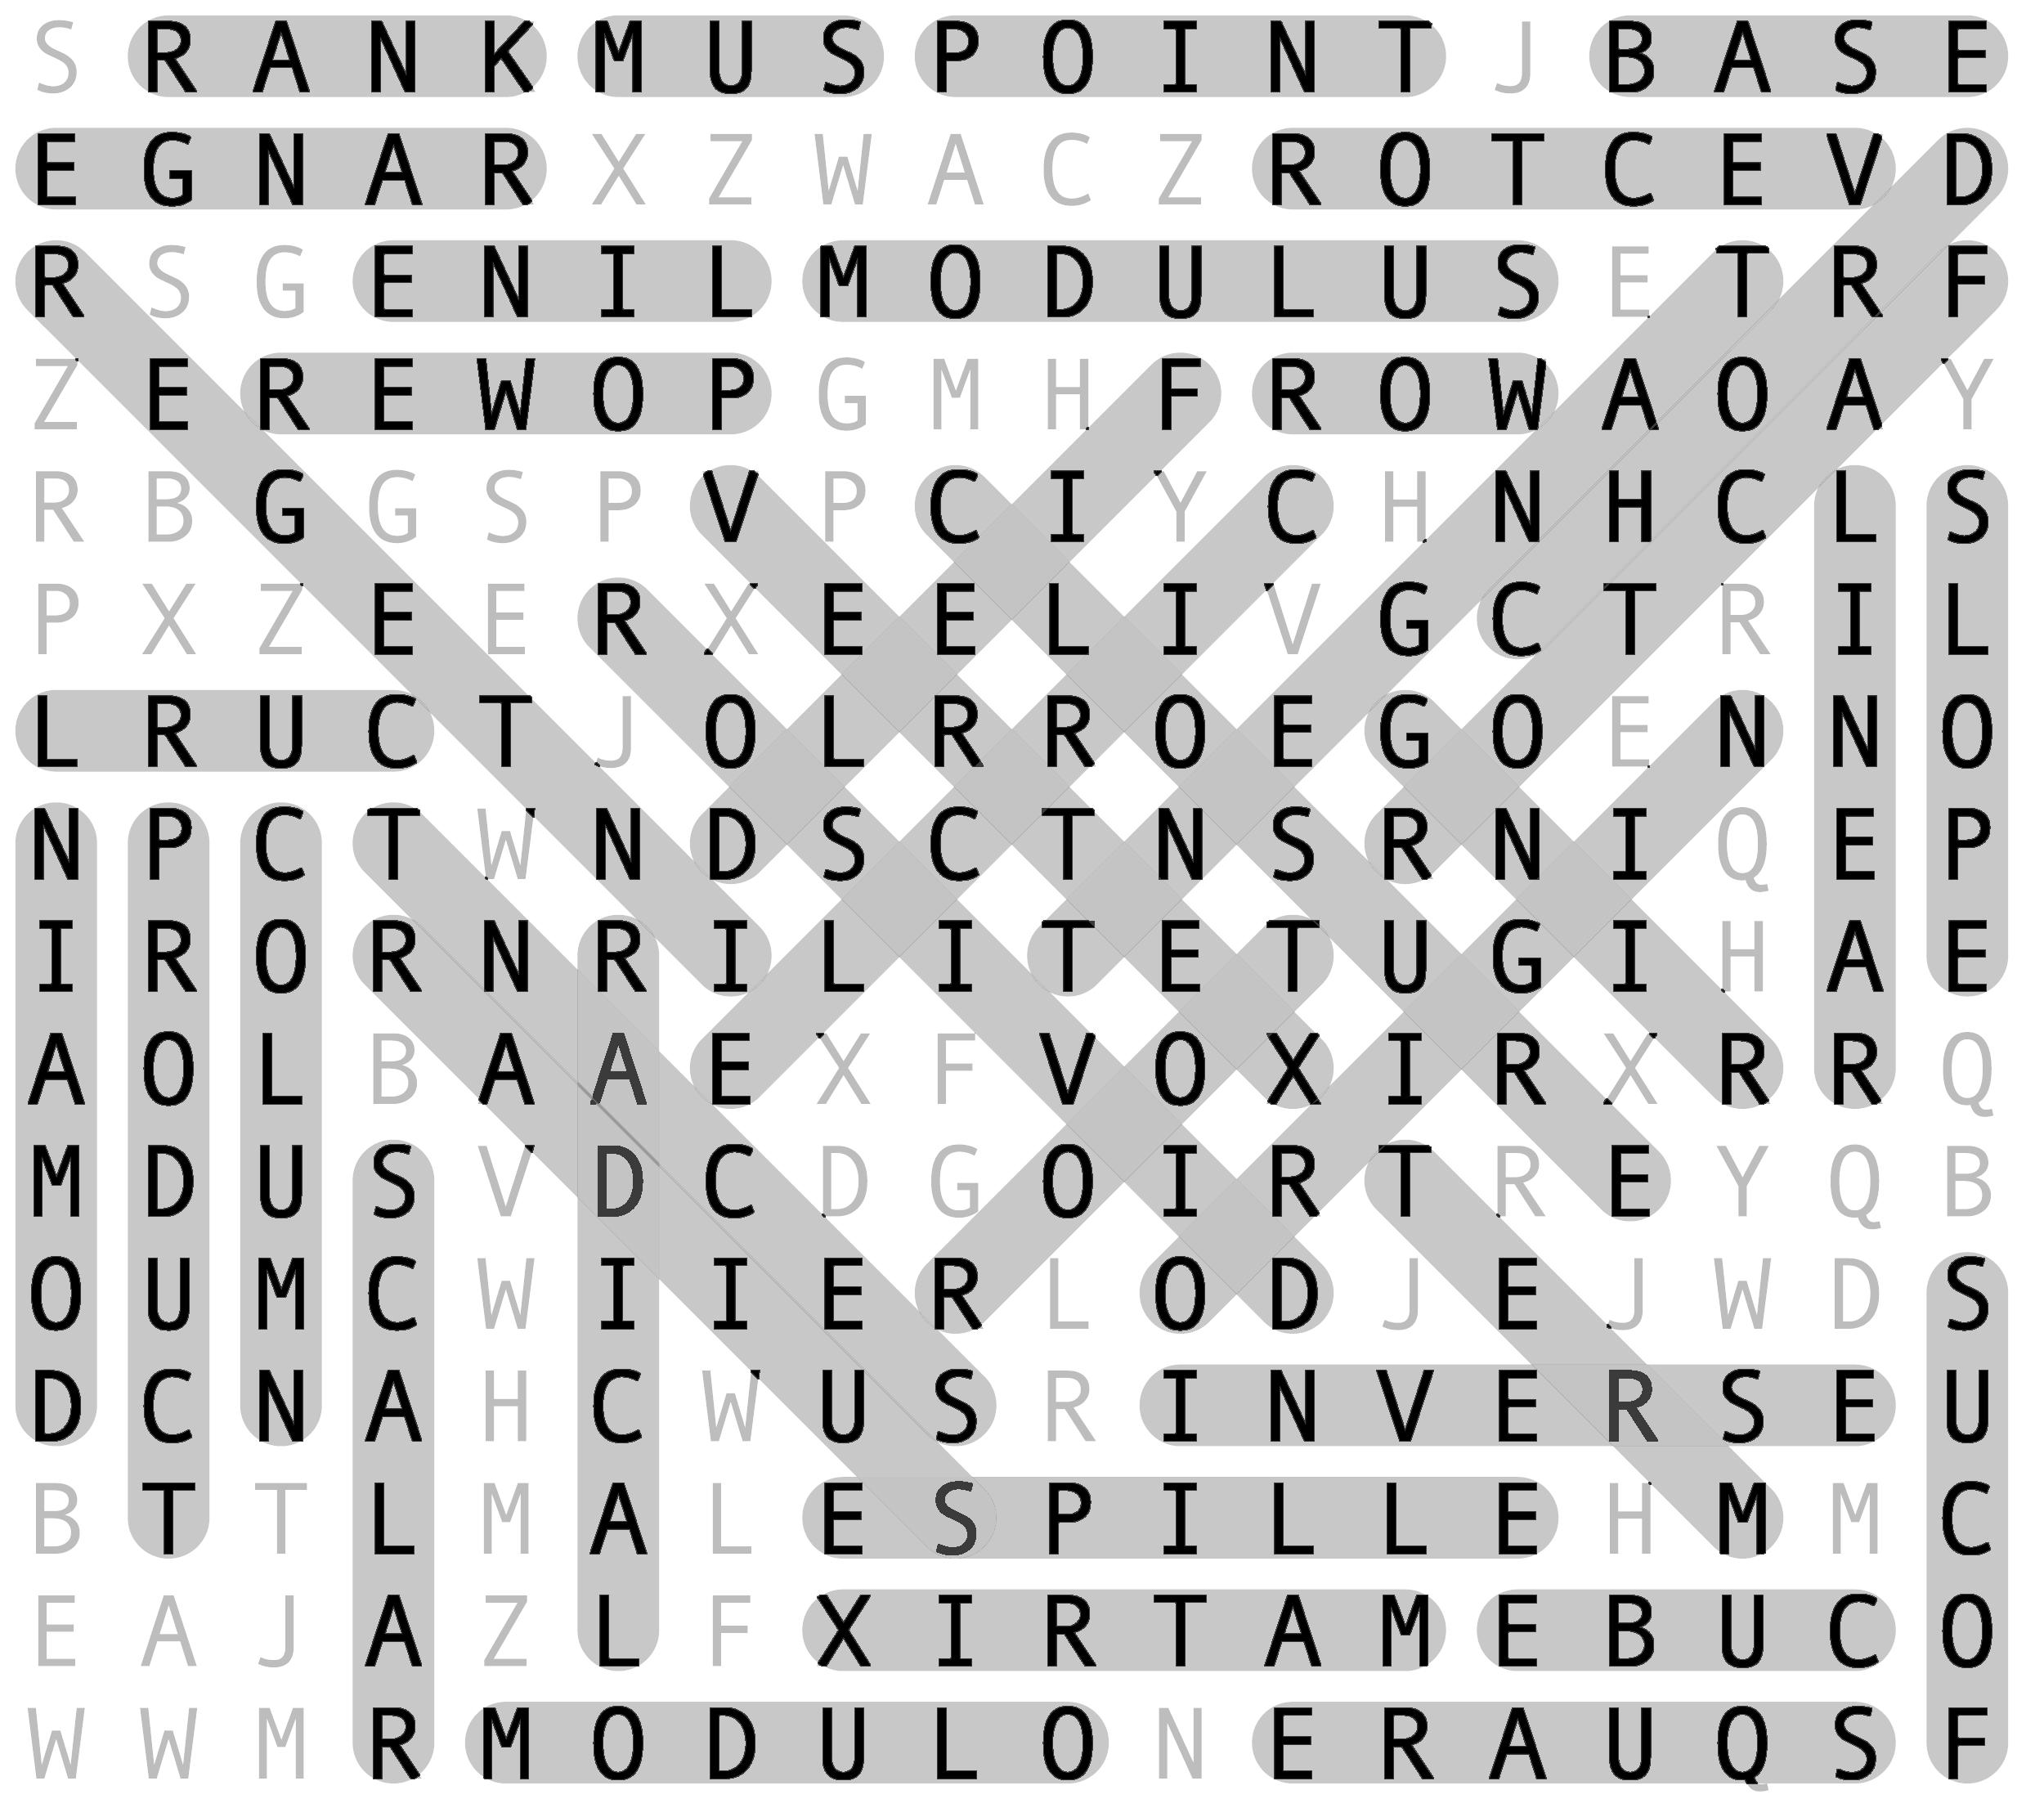 S R A N K M U S P O I N T J B A S E
E G N A R X Z W A C Z R O T C E V D
R S G E N I L M O D U L U S E T R F
Z E R E W O P G M H F R O W A O A Y
R B G G S P V P C I Y C H N H C L S
P X Z E E R X E E L I V G C T R I L
L R U C T J O L R R O E G O E N N O
N P C T W N D S C T N S R N I Q E P
I R O R N R I L I T E T U G I H A E
A O L B A A E X F V O X I R X R R Q
M D U S V D C D G O I R T R E Y Q B
O U M C W I I E R L O D J E J W D S
D C N A H C W U S R I N V E R S E U
B T T L M A L E S P I L L E H M M C
E A J A Z L F X I R T A M E B U C O
W W M R M O D U L O N E R A U Q S F